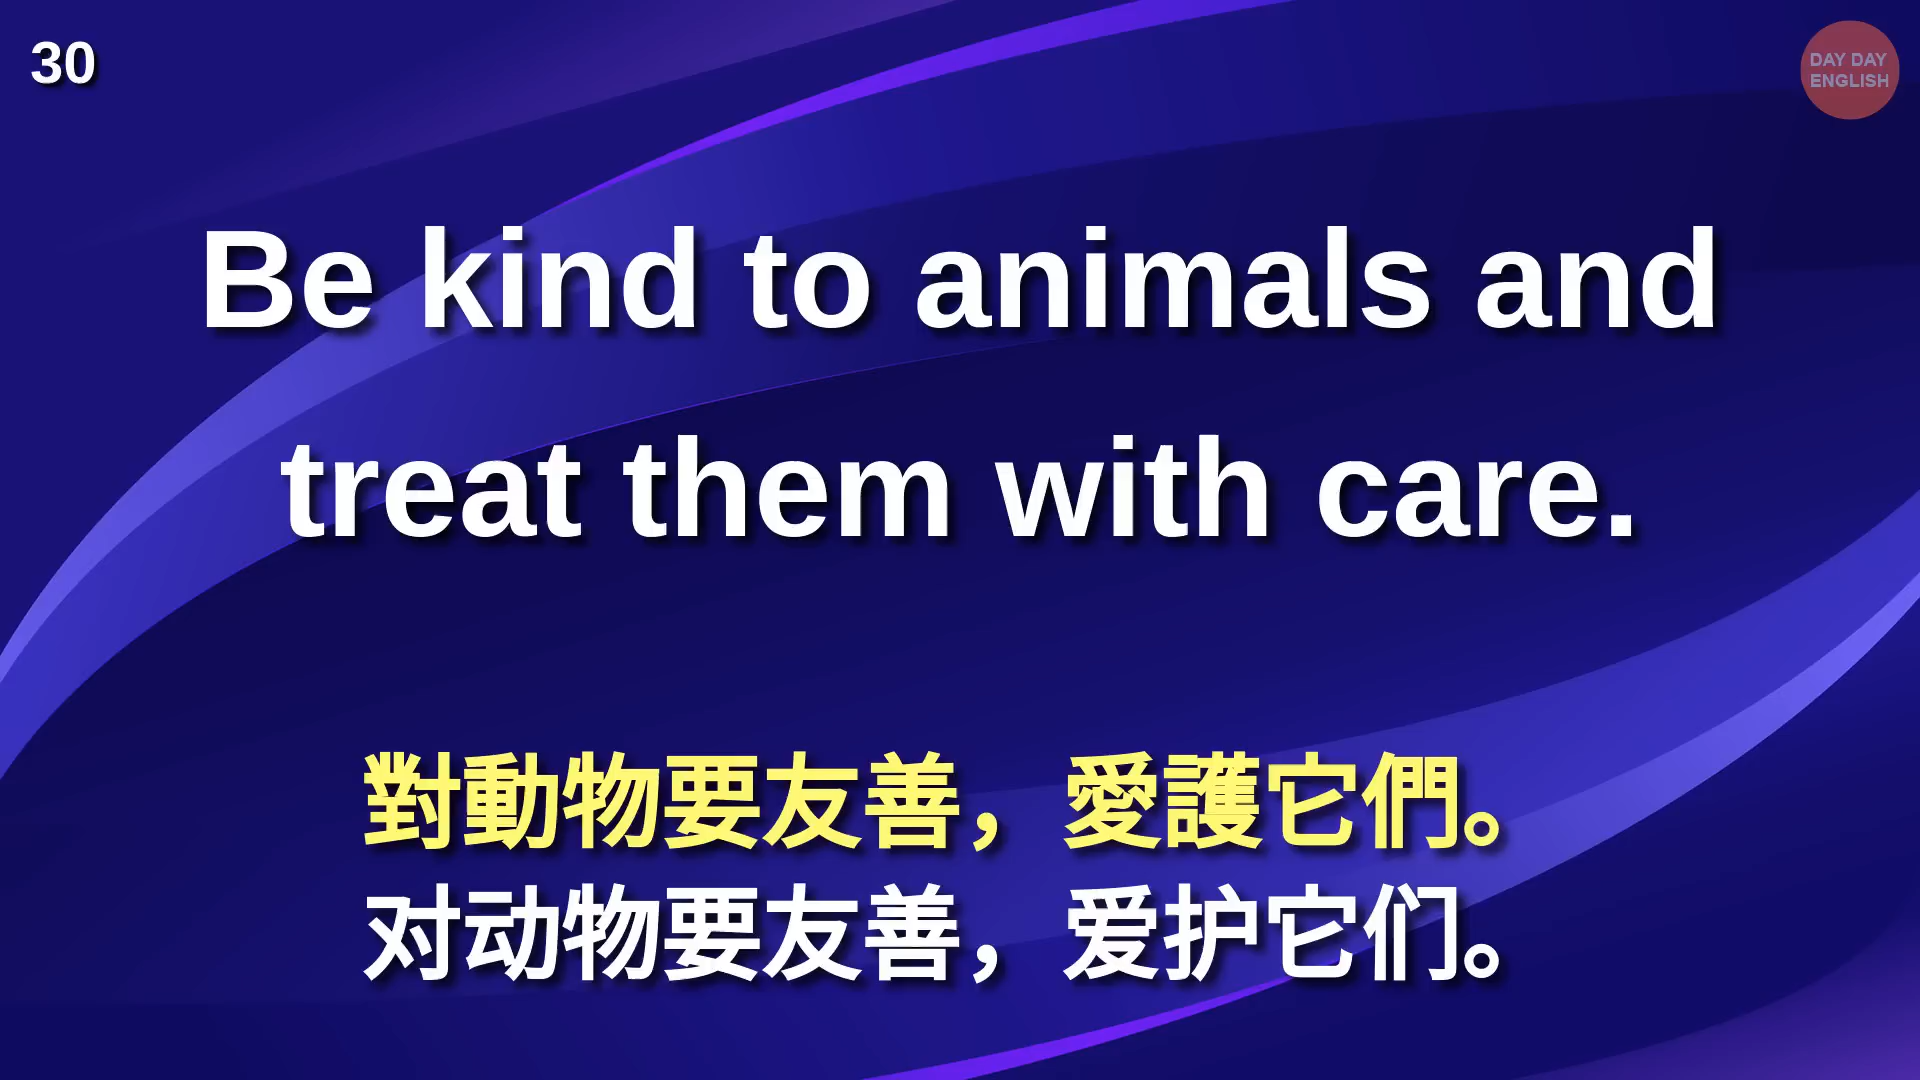 30
DAY DAY
ENGLISH
Be kind to animals and
treat them with care.
對動物要友善，愛護它們。
对动物要友善，爱护它们。